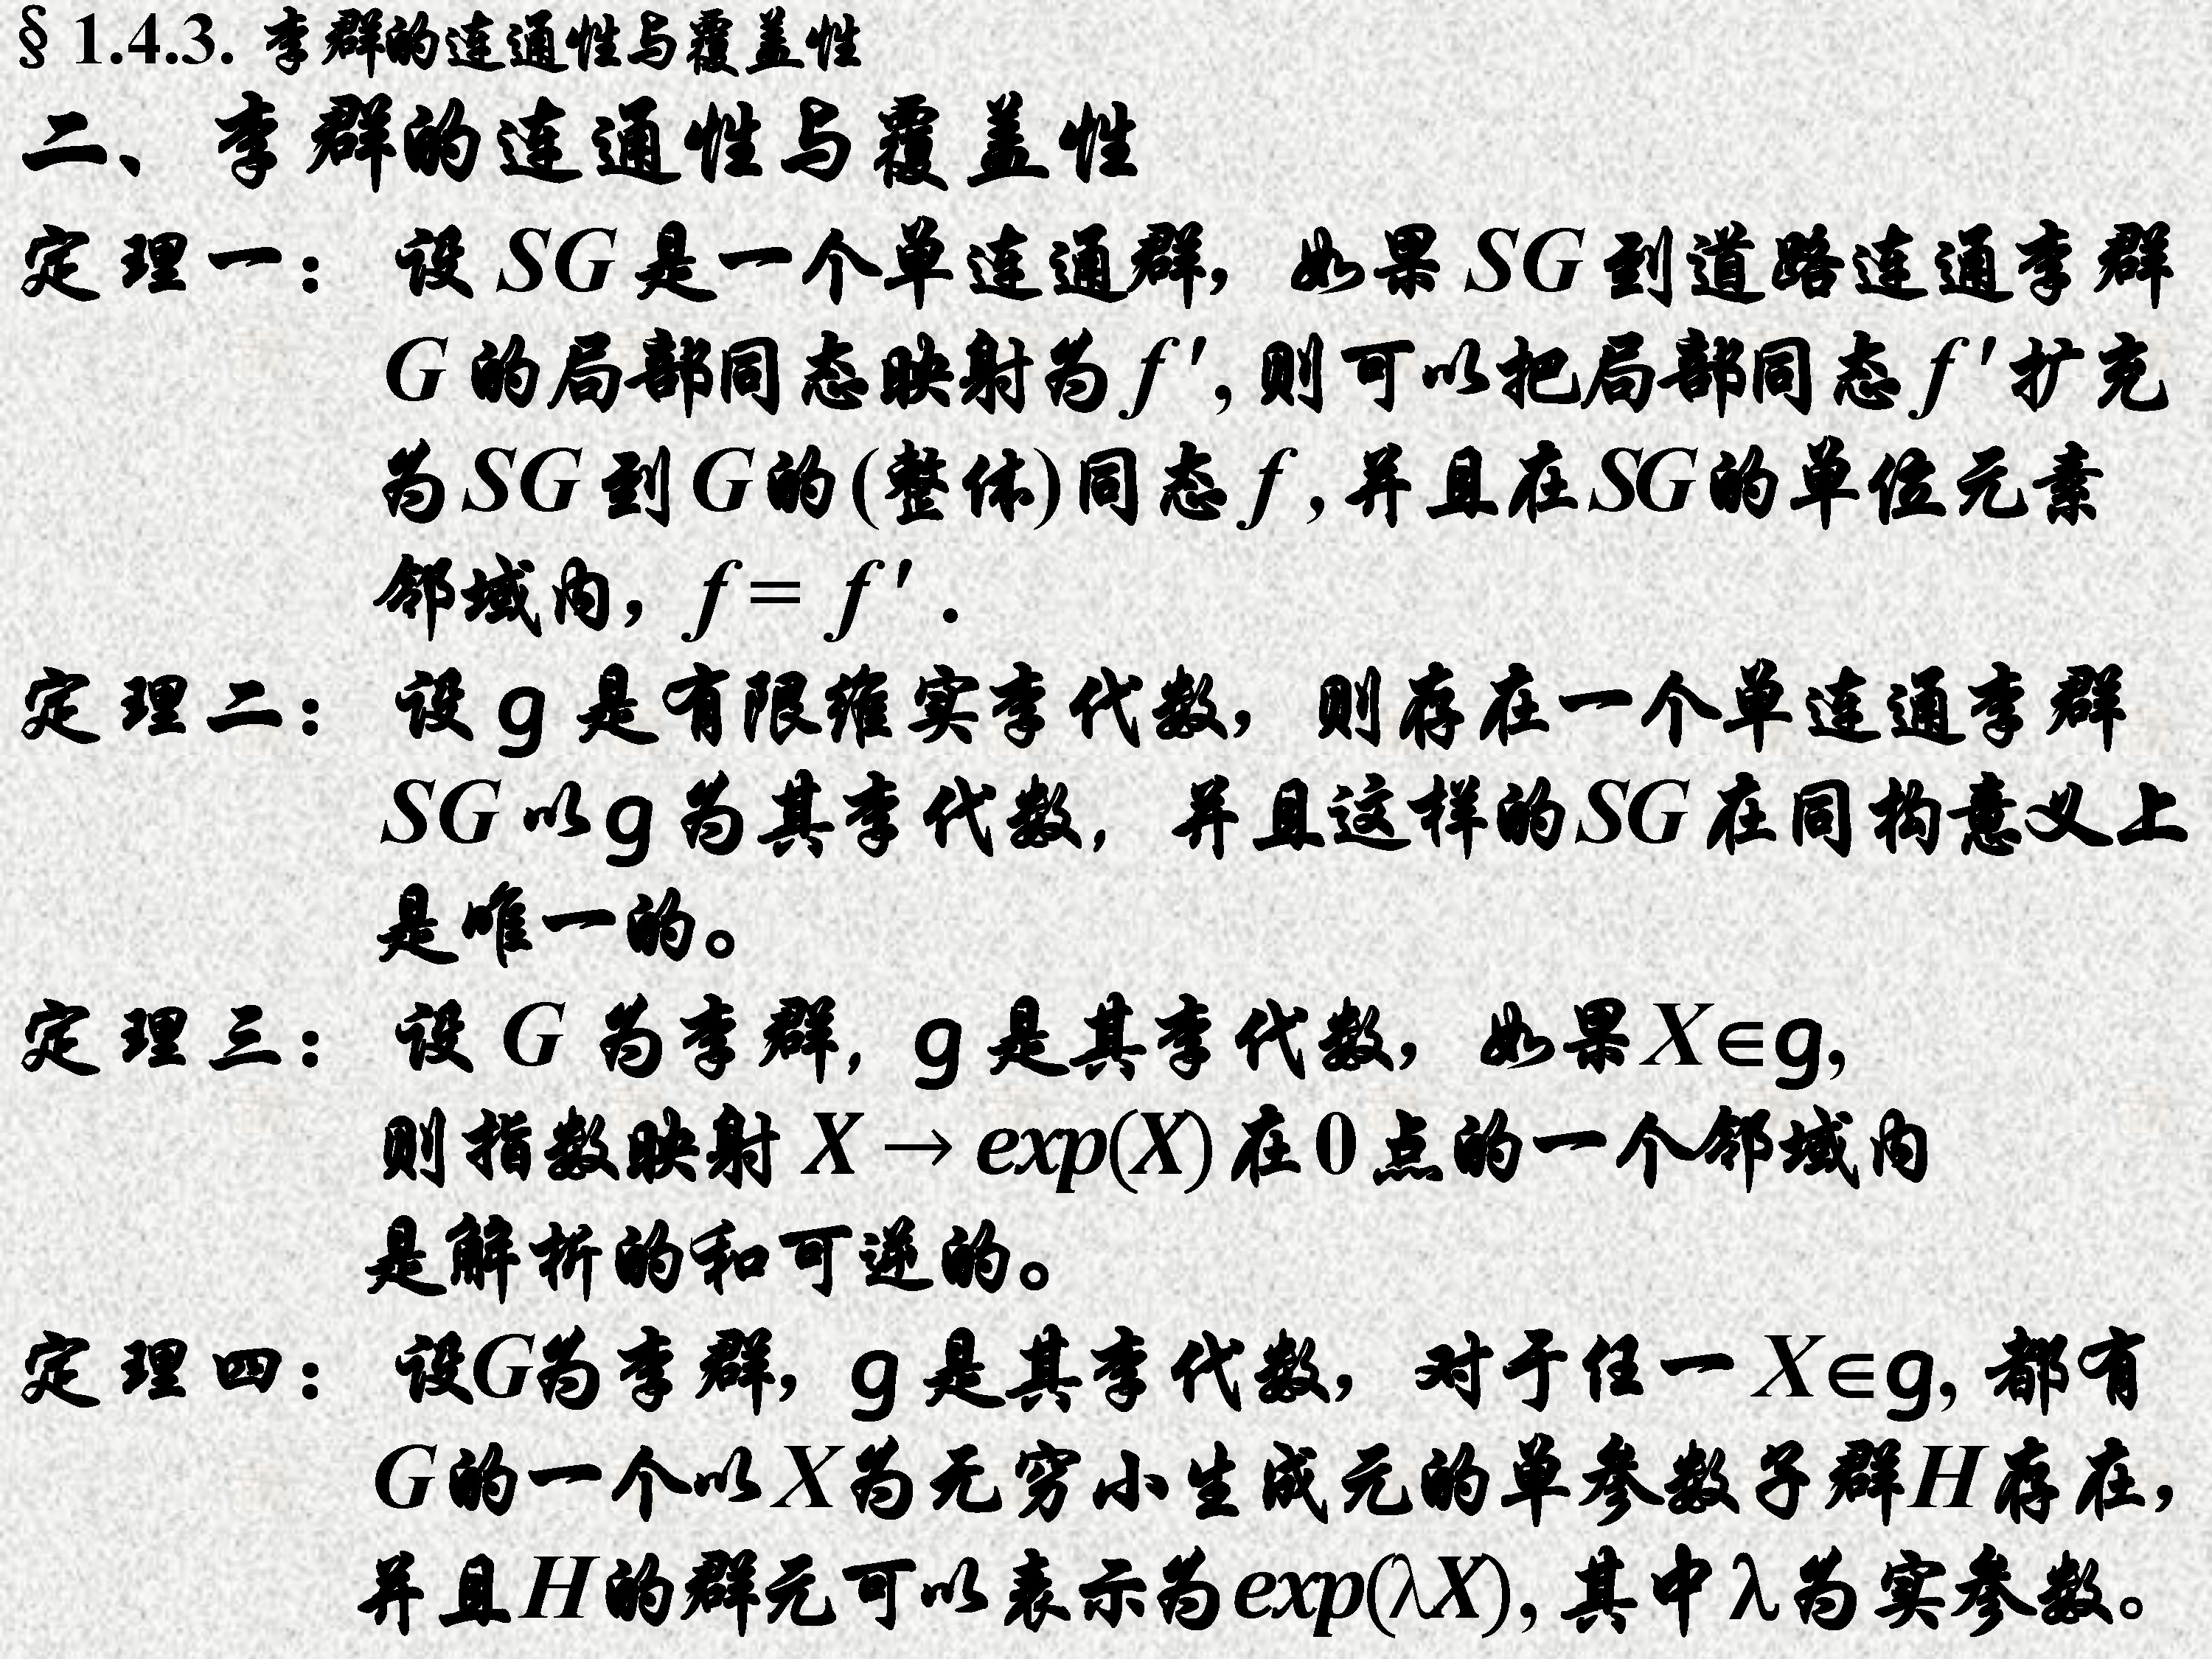 § 1.4.3. 李群的连通性与覆盖性
二、李群的连通性与覆盖性
定理一： 设 SG 是一个单连通群，如果 SG 到道路连通李群
G 的局部同态映射为 f ′, 则可以把局部同态 f ′ 扩充
为 SG 到 G 的 (整体) 同态 f , 并且在 SG 的单位元素
邻域内，f = f ′ .
定理二： 设 g 是有限维实李代数，则存在一个单连通李群
SG 以 g 为其李代数，并且这样的 SG 在同构意义上
是唯一的。
定理三： 设 G 为李群，g 是其李代数，如果 X∈g,
则指数映射 X → exp(X) 在 0 点的一个邻域内
是解析的和可逆的。
定理四： 设G为李群，g 是其李代数，对于任一 X∈g, 都有
G 的一个以 X 为无穷小生成元的单参数子群 H 存在，
并且 H 的群元可以表示为 exp(λX), 其中 λ 为实参数。